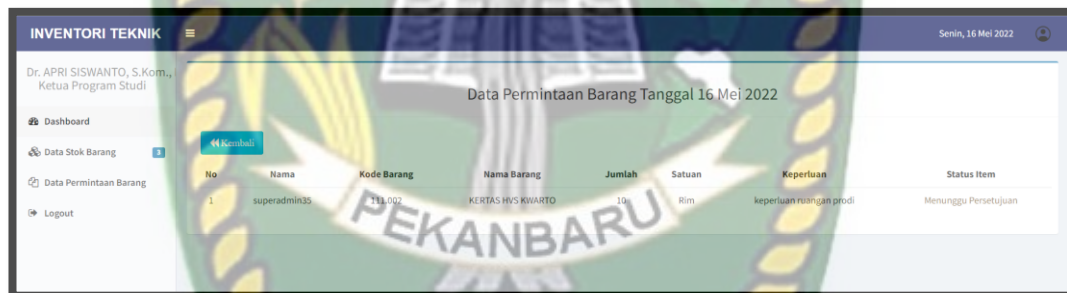 INVENTORI TEKNIK
Senin, 16 Mei 2022
Dr. APRI SISWANTO, S.Kom.,
Ketua Program Studi
Dashboard
Data Stok Barang 3
Data Permintaan Barang
Logout
Data Permintaan Barang Tanggal 16 Mei 2022
Kembali
No Nama Kode Barang Nama Barang Jumlah Satuan Keperluan Status Item
1 superadmin35 111.002 KERTAS HVS KWARTO 10 Rim keperluan ruangan prodi Menunggu Persetujuan
PEKANBARU